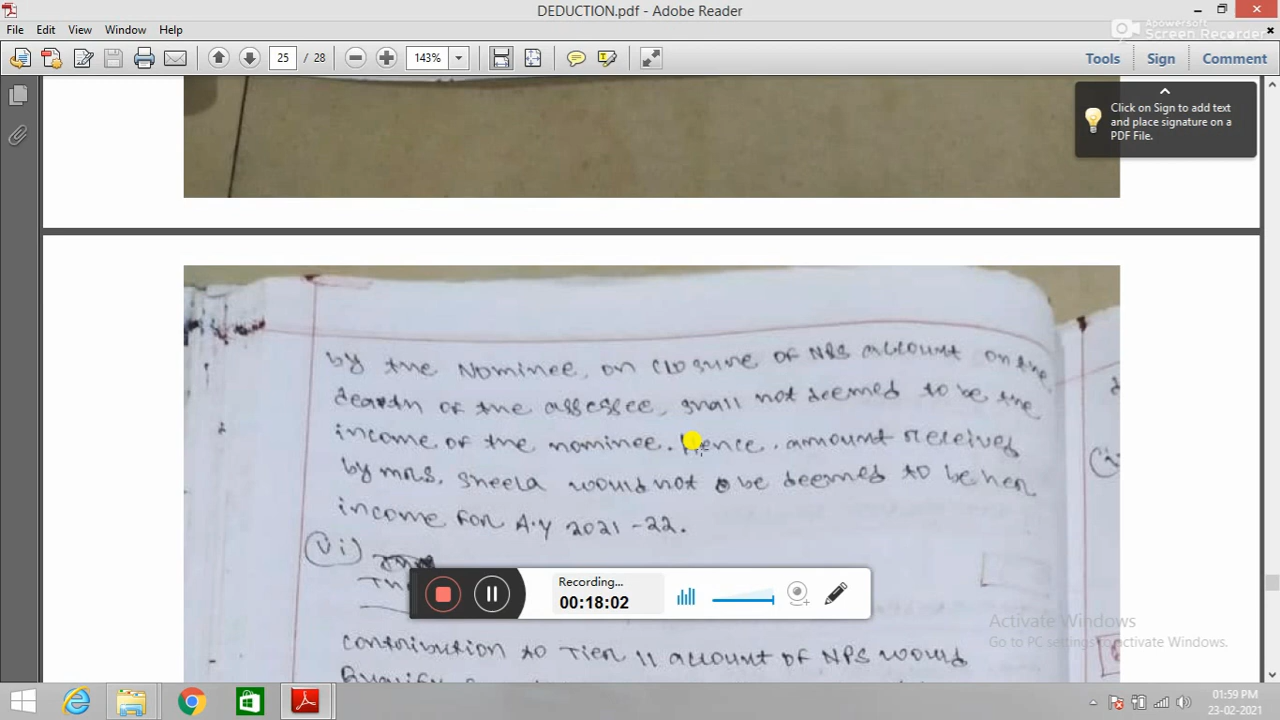 DEDUCTION.pdf - Adobe Reader
File Edit View Window Help
Apowersoft
Screen Recorder
25 / 28 143% Tools Sign Comment
Click on Sign to add text
and place signature on a
PDF File.
by the Nominee, on closure of NPS account on the
death of the assessee, shall not deemed to be the
income of the nominee. Hence, amount received
by mrs. Sheela would not be deemed to be her
income for A.y 2021-22.
(vi)
Recording...
00:18:02
contribution to Tier II account of NPS would
Qualify
Activate Windows
Go to PC settings to activate Windows.
01:59 PM
23-02-2021